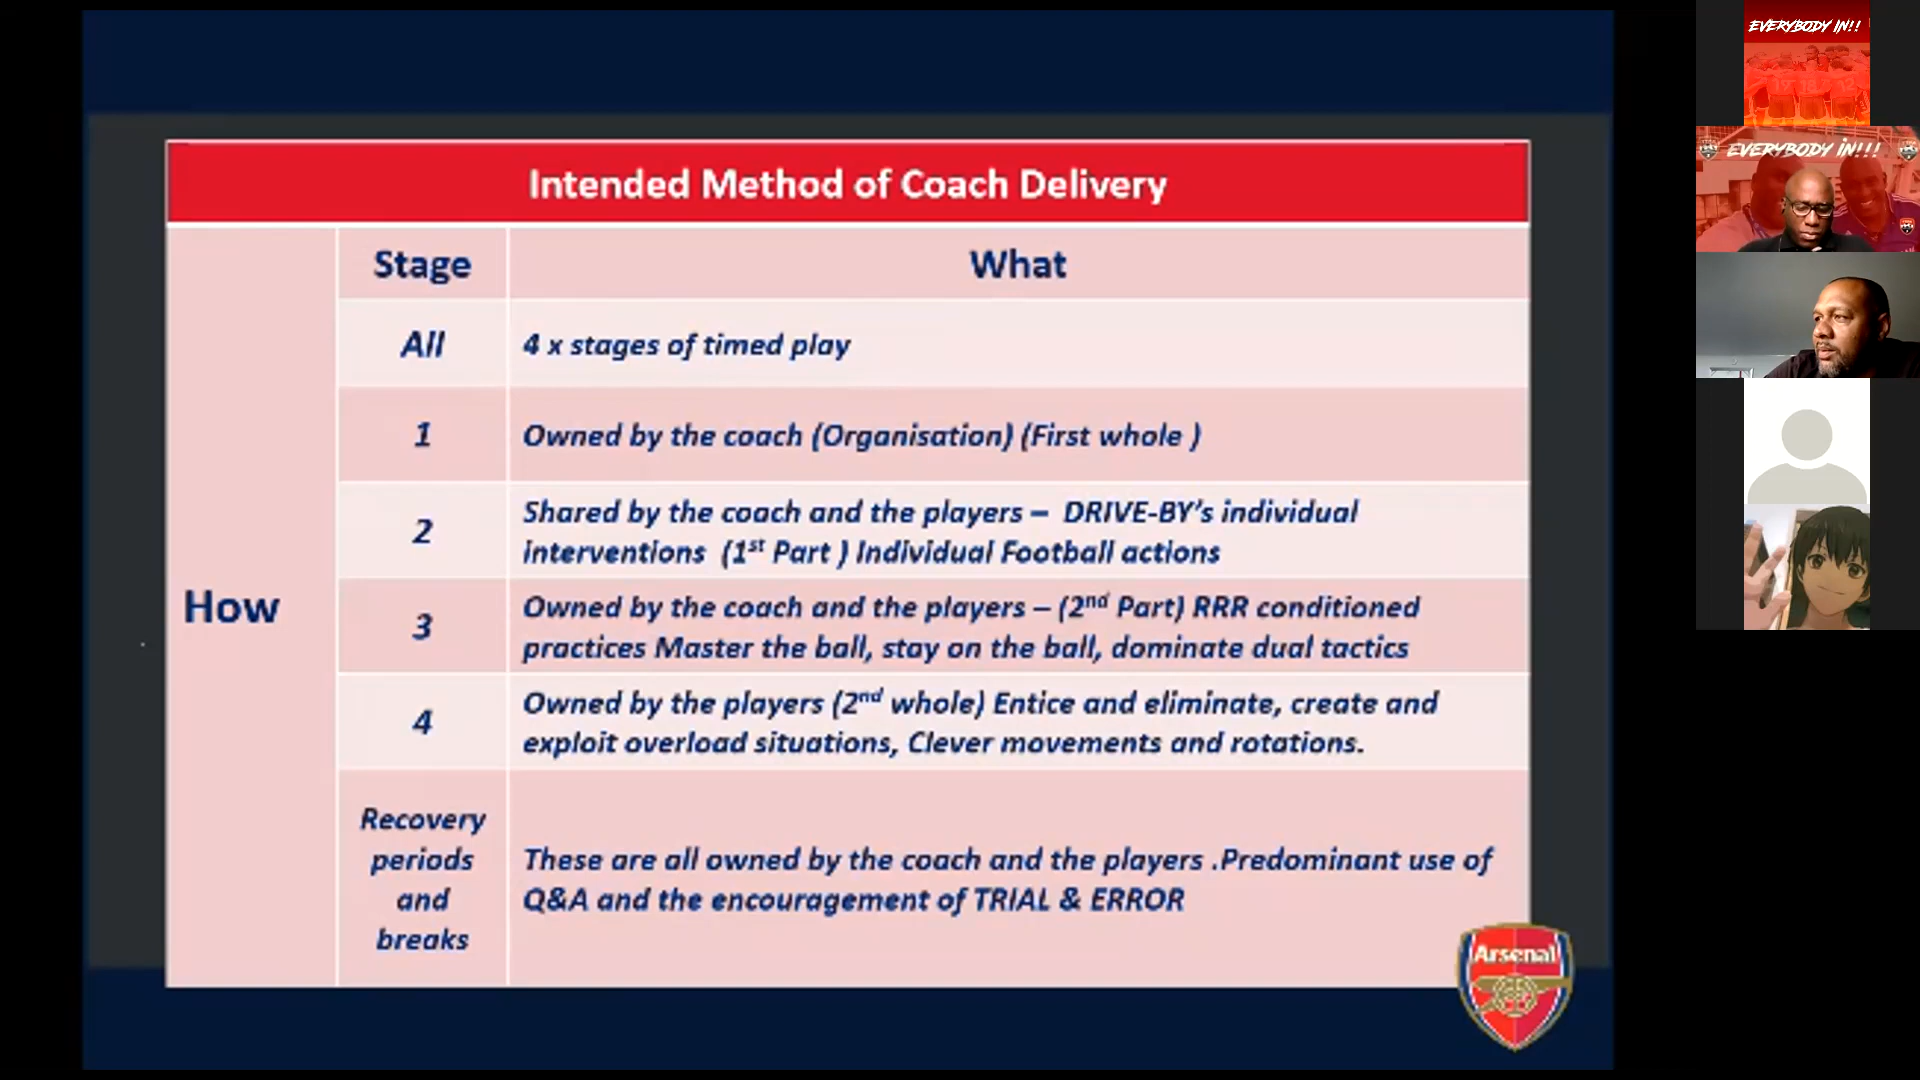 Intended Method of Coach Delivery
How
Stage
What
All
4 x stages of timed play
1
Owned by the coach (Organisation) (First whole )
2
Shared by the coach and the players – DRIVE-BY's individual
interventions (1st Part ) Individual Football actions
3
Owned by the coach and the players – (2nd Part) RRR conditioned
practices Master the ball, stay on the ball, dominate dual tactics
4
Owned by the players (2nd whole) Entice and eliminate, create and
exploit overload situations, Clever movements and rotations.
Recovery
periods
and
breaks
These are all owned by the coach and the players .Predominant use of
Q&A and the encouragement of TRIAL & ERROR
Arsenal
EVERYBODY IN!!
19 18 12
EVERYBODY IN!!!